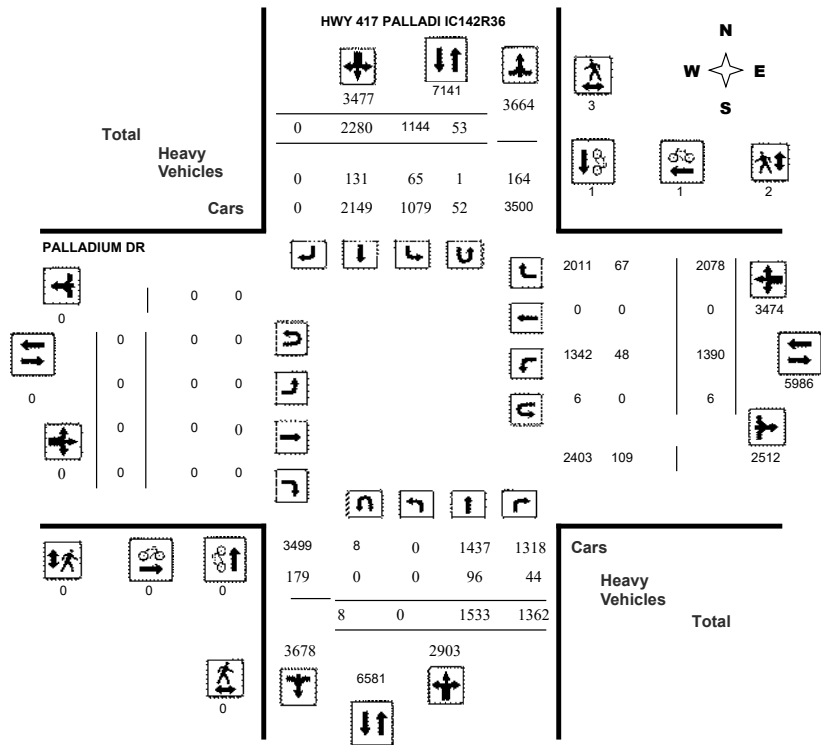 HWY 417 PALLADI IC142R36
N
W E
S
3477 7141 3664
3
Total 0 2280 1144 53
Heavy
Vehicles 0 131 65 1 164
Cars 0 2149 1079 52 3500
1 1 2
PALLADIUM DR
0 0 0
0 0 0
0 0 0
0
0 0 0
0 0 0 0
2011 67 2078
0 0 0 3474
1342 48 1390
5986
6 0 6
2403 109 2512
3499 8 0 1437 1318 Cars
179 0 0 96 44 Heavy
Vehicles
8 0 1533 1362 Total
0 0 0
3678 6581 2903
0